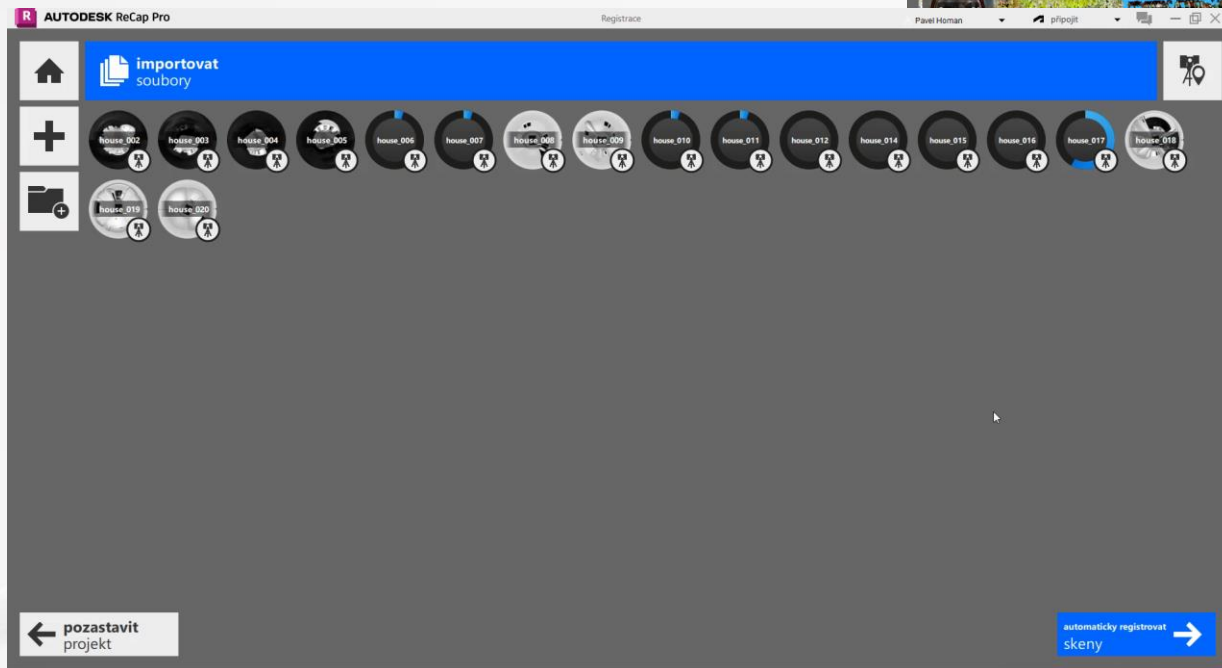 R AUTODESK ReCap Pro
Registrace
Pavel Homan
připojit
importovat
soubory
house_002
house_003
house_004
house_005
house_006
house_007
house_008
house_009
house_010
house_011
house_012
house_014
house_015
house_016
house_017
house_018
house_019
house_020
pozastavit
projekt
automaticky registrovat
skeny